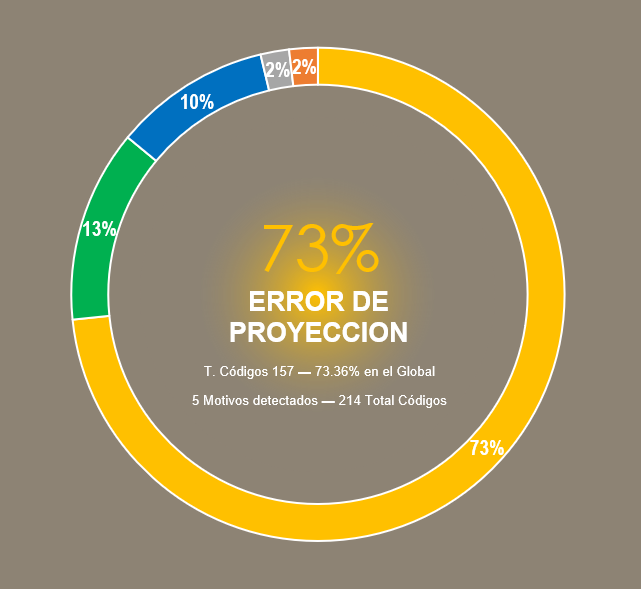 2% 2%
10%
13%
73%
ERROR DE
PROYECCION
T. Códigos 157 — 73.36% en el Global
5 Motivos detectados — 214 Total Códigos
73%